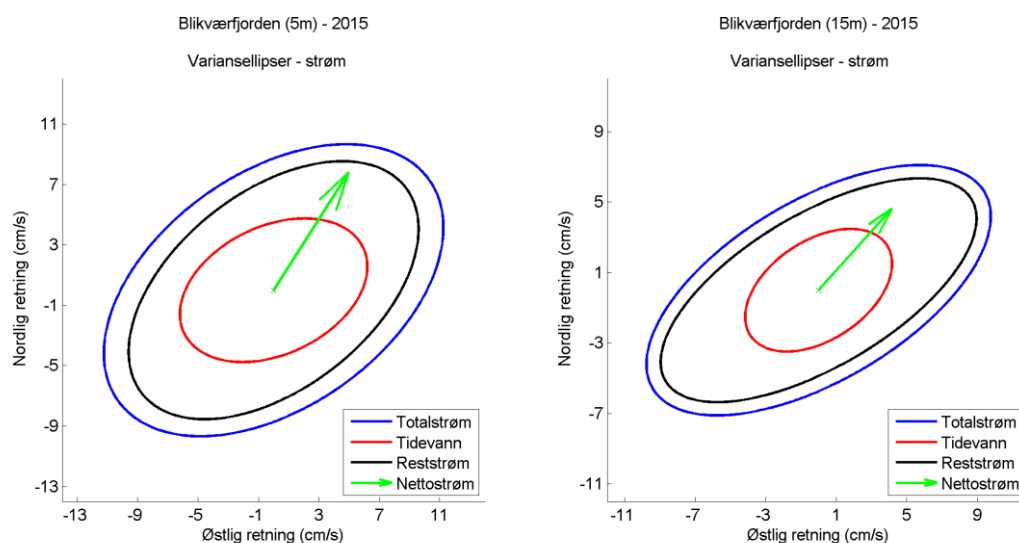 Blikværfjorden (5m) - 2015
Variansellipser - strøm
11
7
3
-1
-5
-9
-13
Nordlig retning (cm/s)
-13 -9 -5 -1 3 7 11
Østlig retning (cm/s)
Totalstrøm
Tidevann
Reststrøm
Nettostrøm
Blikværfjorden (15m) - 2015
Variansellipser - strøm
9
5
1
-3
-7
-11
Nordlig retning (cm/s)
-11 -7 -3 1 5 9
Østlig retning (cm/s)
Totalstrøm
Tidevann
Reststrøm
Nettostrøm